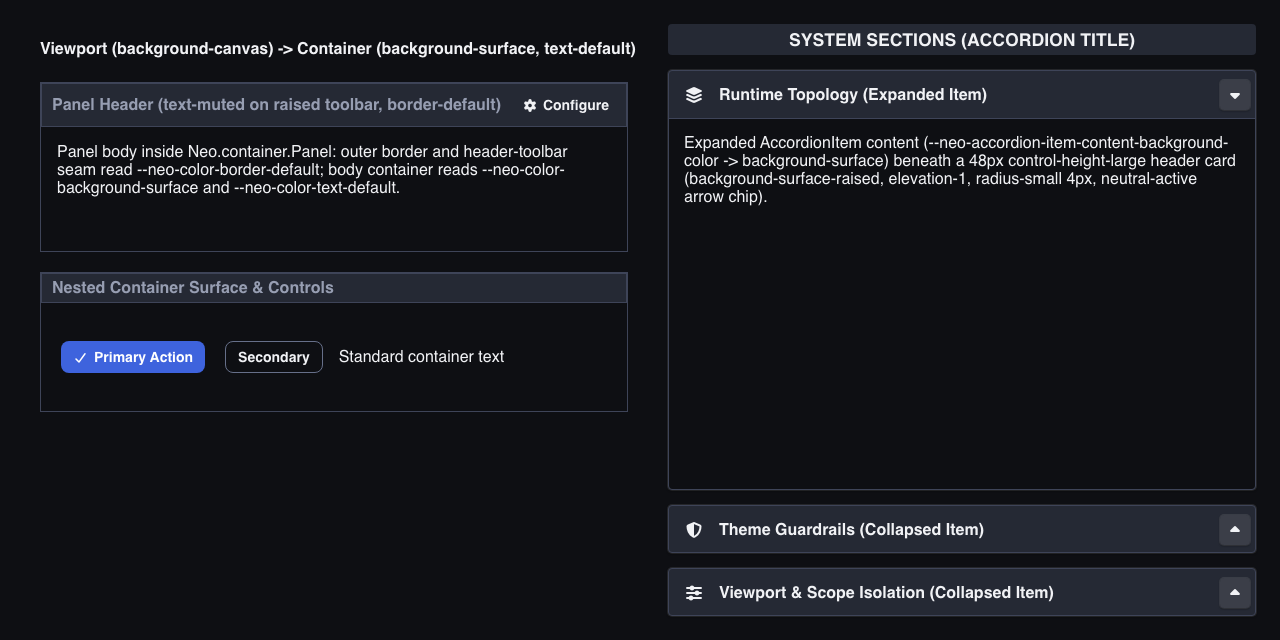 Viewport (background-canvas) -> Container (background-surface, text-default)
Panel Header (text-muted on raised toolbar, border-default)
Configure
Panel body inside Neo.container.Panel: outer border and header-toolbar
seam read --neo-color-border-default; body container reads --neo-color-
background-surface and --neo-color-text-default.
Nested Container Surface & Controls
Primary Action
Secondary
Standard container text
SYSTEM SECTIONS (ACCORDION TITLE)
Runtime Topology (Expanded Item)
Expanded AccordionItem content (--neo-accordion-item-content-background-
color -> background-surface) beneath a 48px control-height-large header card
(background-surface-raised, elevation-1, radius-small 4px, neutral-active
arrow chip).
Theme Guardrails (Collapsed Item)
Viewport & Scope Isolation (Collapsed Item)